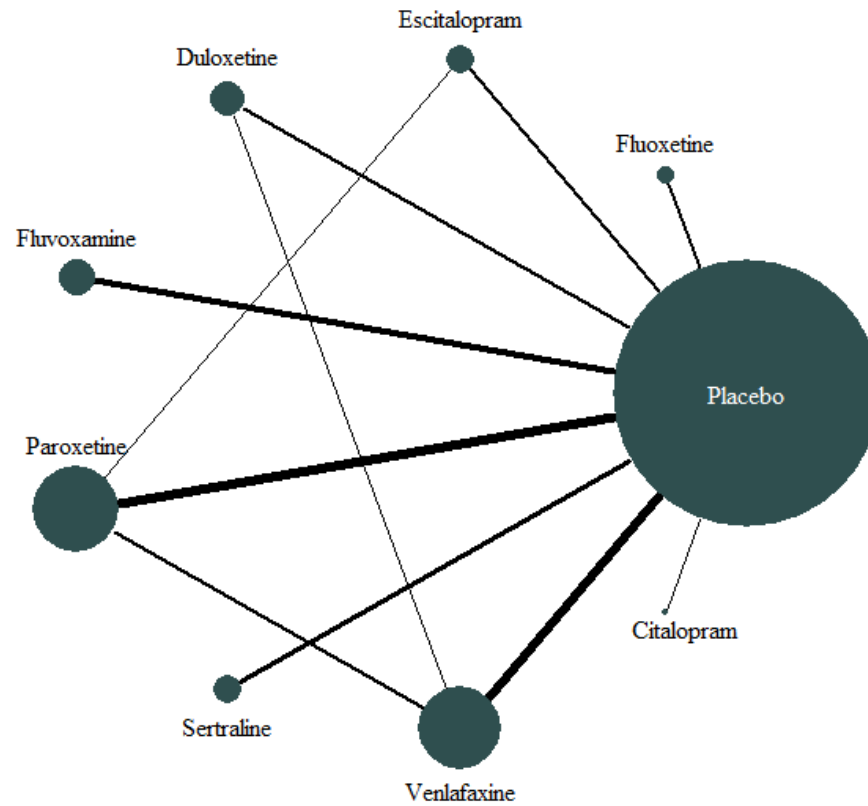 Escitalopram
Duloxetine
Fluoxetine
Fluvoxamine
Placebo
Paroxetine
Citalopram
Sertraline
Venlafaxine